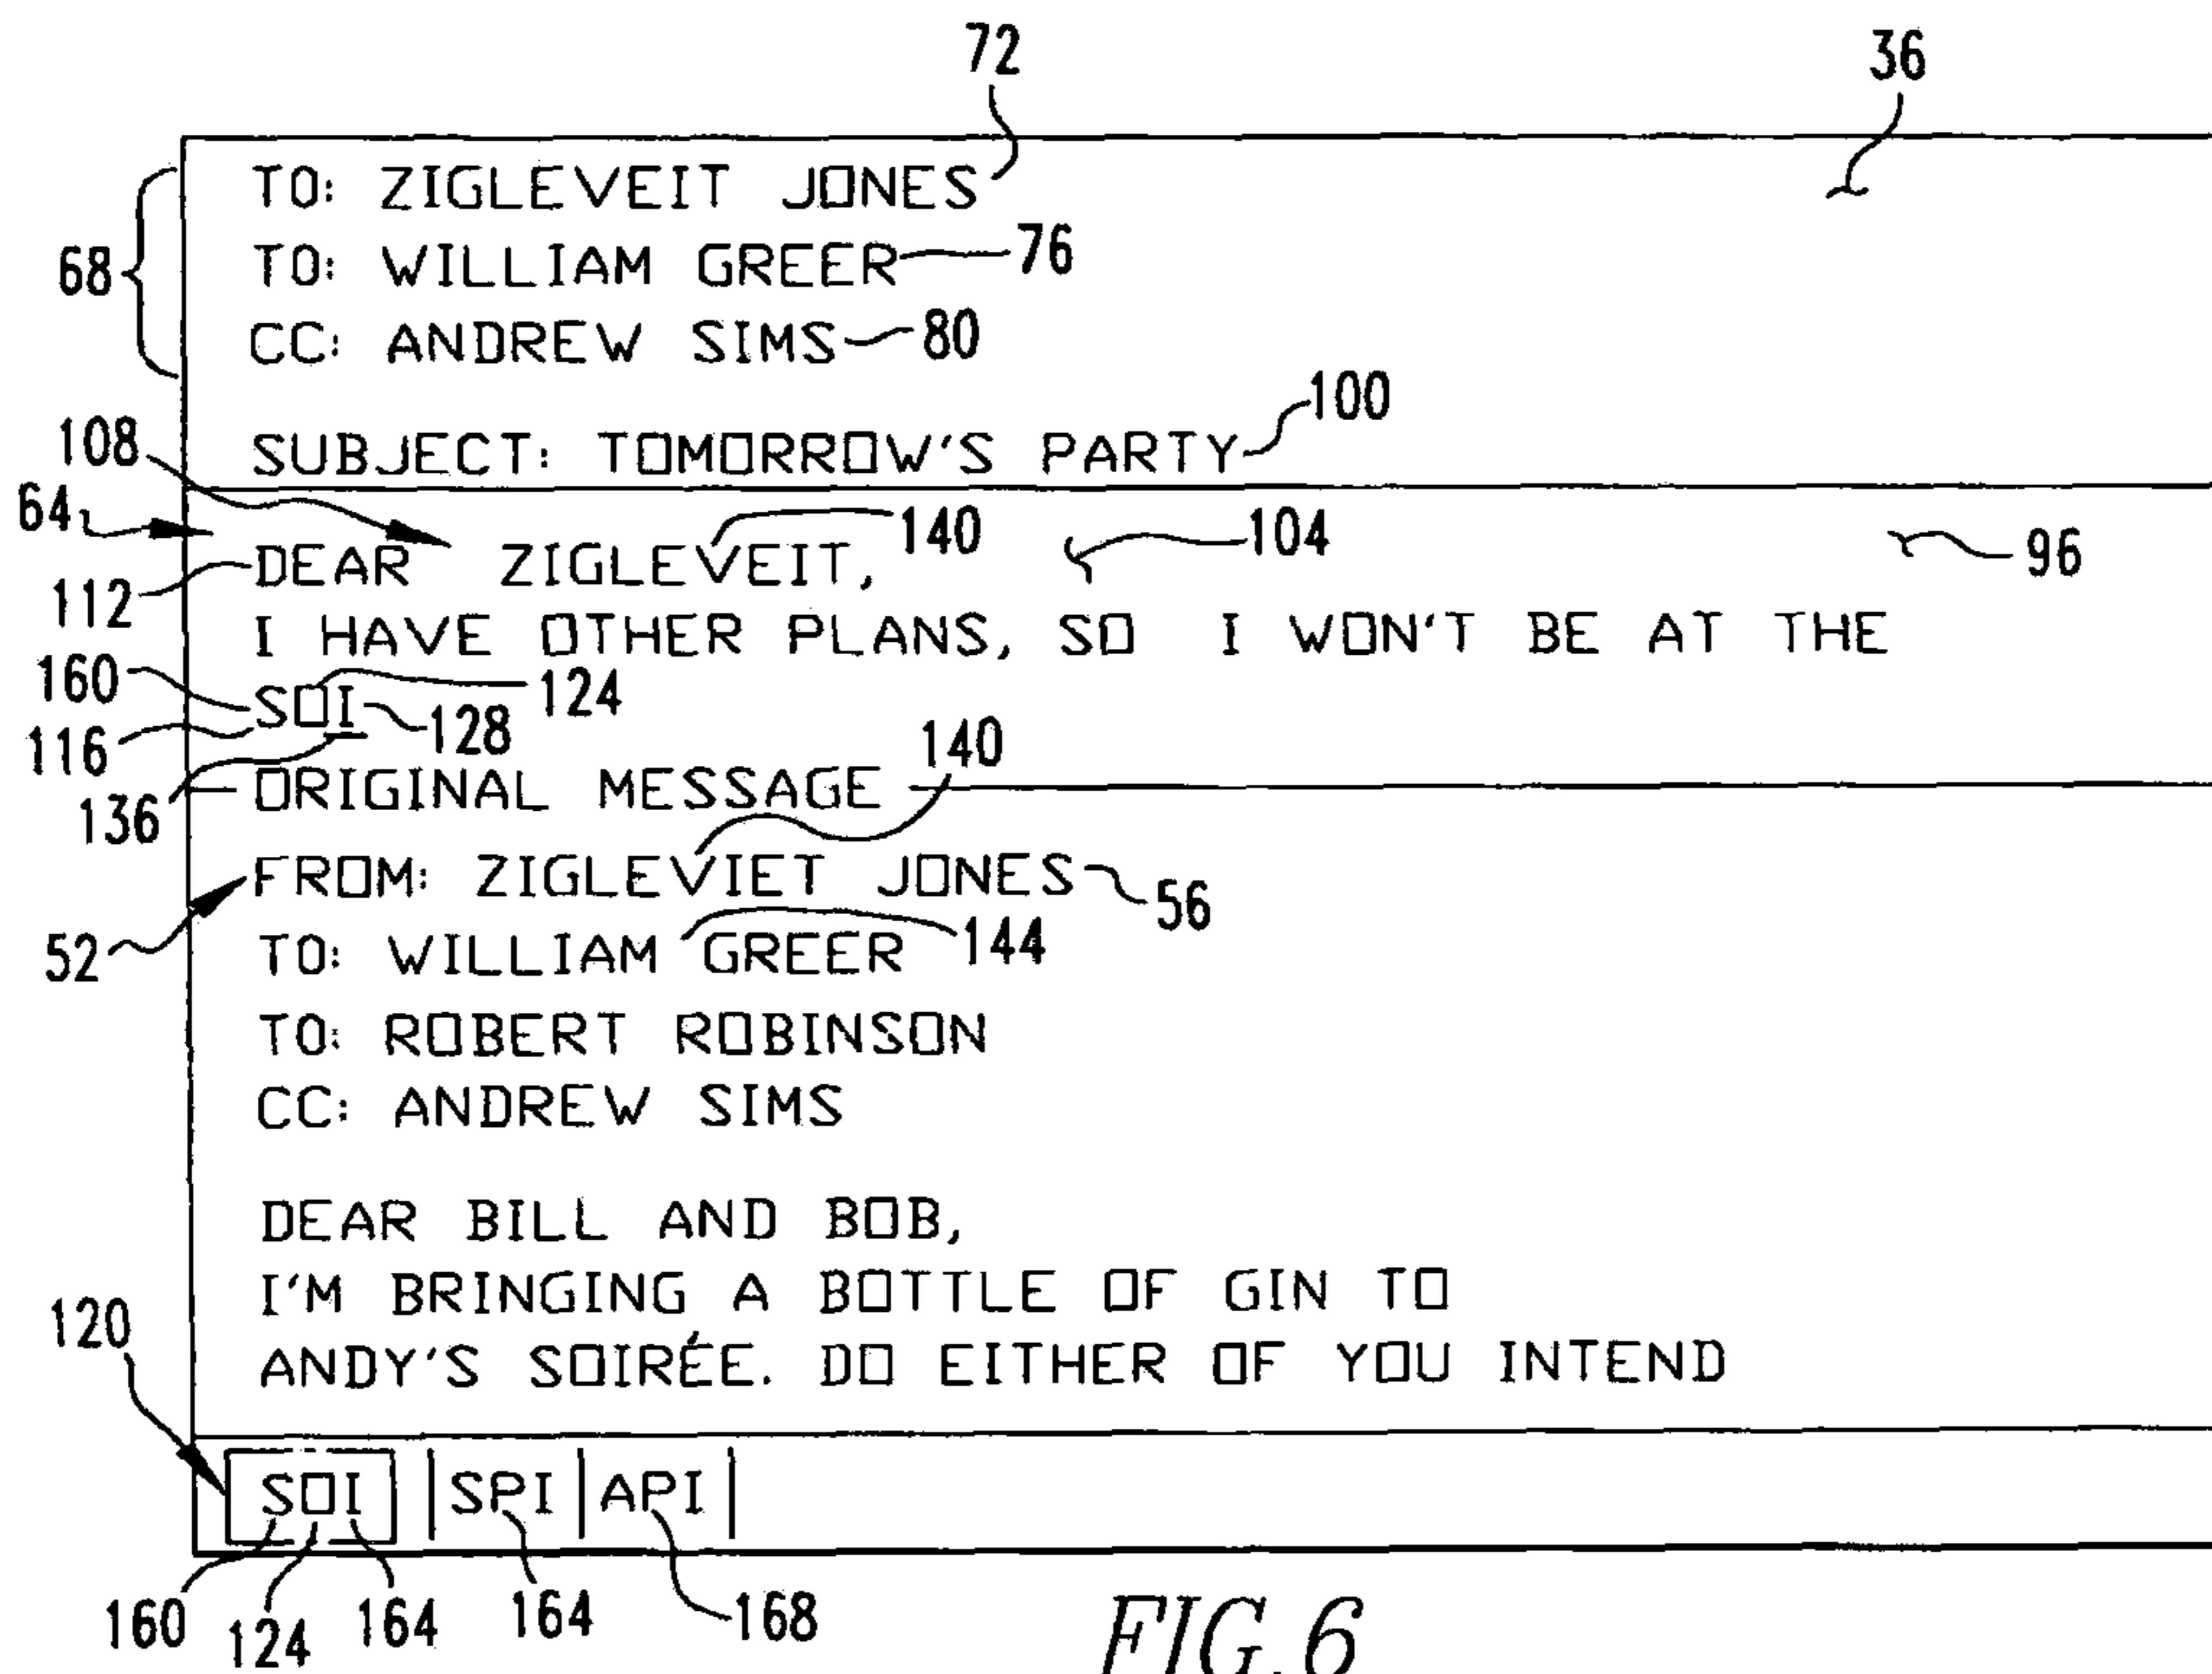 72 36
TO: ZIGLEVEIT JONES
TO: WILLIAM GREER 76
68
CC: ANDREW SIMS 80
100
108 SUBJECT: TOMORROW'S PARTY
64 140 104 96
112 DEAR ZIGLEVEIT,
I HAVE OTHER PLANS, SO I WON'T BE AT THE
160 124
SOI
116 128 140
136 ORIGINAL MESSAGE
FROM: ZIGLEVIET JONES 56
52 TO: WILLIAM GREER 144
TO: ROBERT ROBINSON
CC: ANDREW SIMS
DEAR BILL AND BOB,
I'M BRINGING A BOTTLE OF GIN TO
120
ANDY'S SOIRÉE. DO EITHER OF YOU INTEND
SOI | SPI | API |
160 124 164 164 168
FIG.6